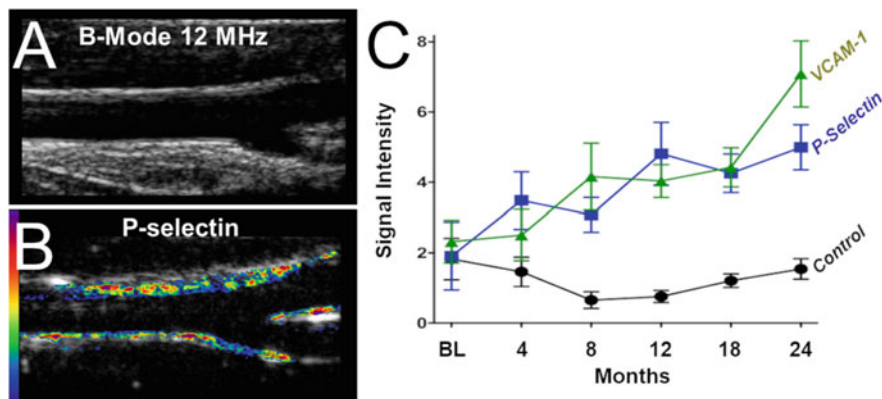 A
B-Mode 12 MHz
B
P-selectin
C
Signal Intensity
8
6
4
2
0
VCAM-1
P-Selectin
Control
BL 4 8 12 18 24
Months